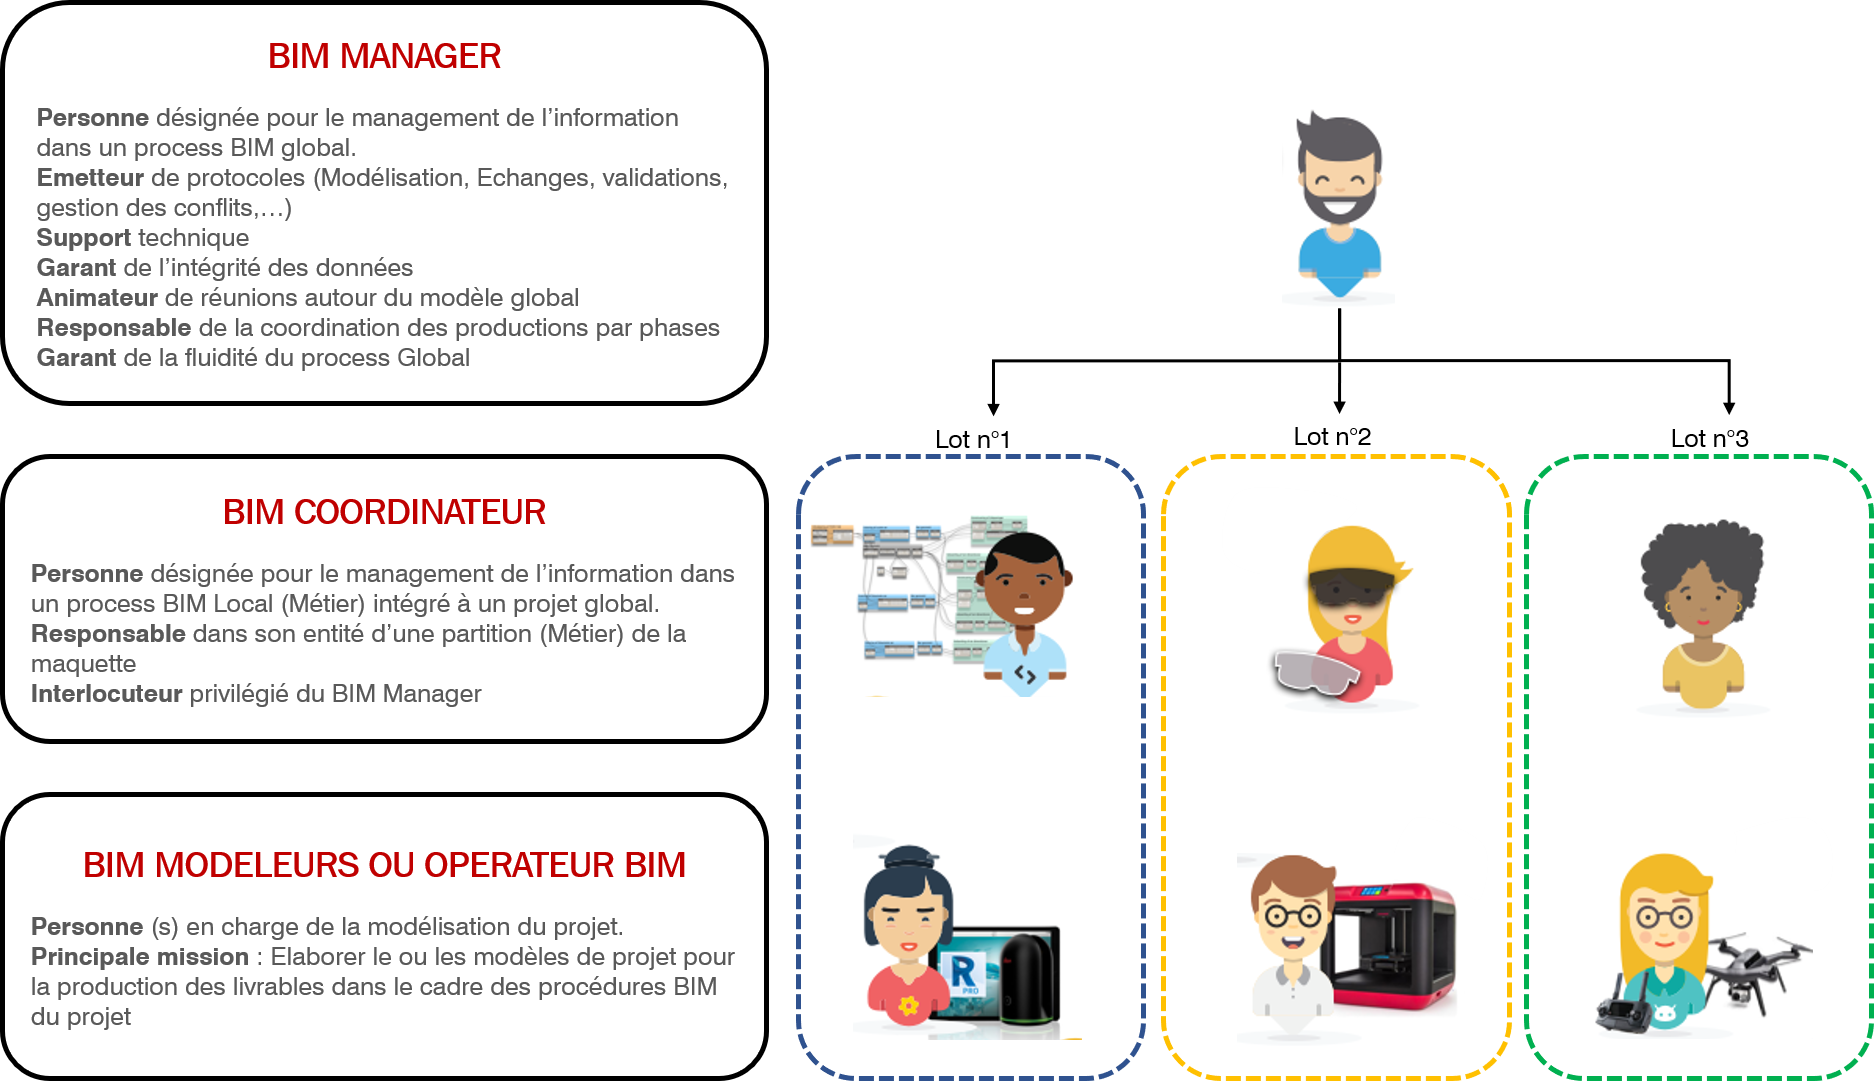 BIM MANAGER
Personne désignée pour le management de l’information
dans un process BIM global.
Emetteur de protocoles (Modélisation, Echanges, validations,
gestion des conflits,…)
Support technique
Garant de l’intégrité des données
Animateur de réunions autour du modèle global
Responsable de la coordination des productions par phases
Garant de la fluidité du process Global
BIM COORDINATEUR
Personne désignée pour le management de l’information dans
un process BIM Local (Métier) intégré à un projet global.
Responsable dans son entité d’une partition (Métier) de la
maquette
Interlocuteur privilégié du BIM Manager
BIM MODELEURS OU OPERATEUR BIM
Personne (s) en charge de la modélisation du projet.
Principale mission : Elaborer le ou les modèles de projet pour
la production des livrables dans le cadre des procédures BIM
du projet
Lot n°1
Lot n°2
Lot n°3
R
PRO